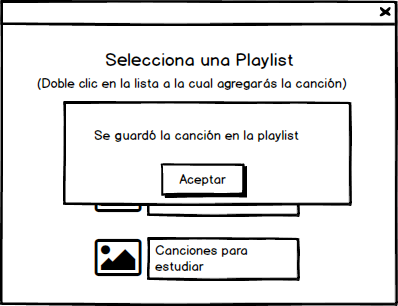 Selecciona una Playlist
(Doble clic en la lista a la cual agregarás la canción)
Se guardó la canción en la playlist
Aceptar
Canciones para
estudiar